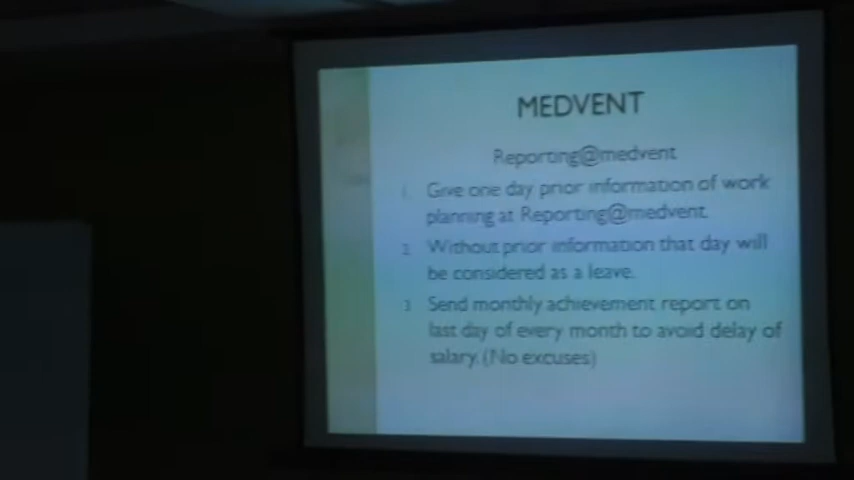 MEDVENT
Reporting@medvent
1. Give one day prior information of work
planning at Reporting@medvent.
2. Without prior information that day will
be considered as a leave.
3. Send monthly achievement report on
last day of every month to avoid delay of
salary. (No excuses)